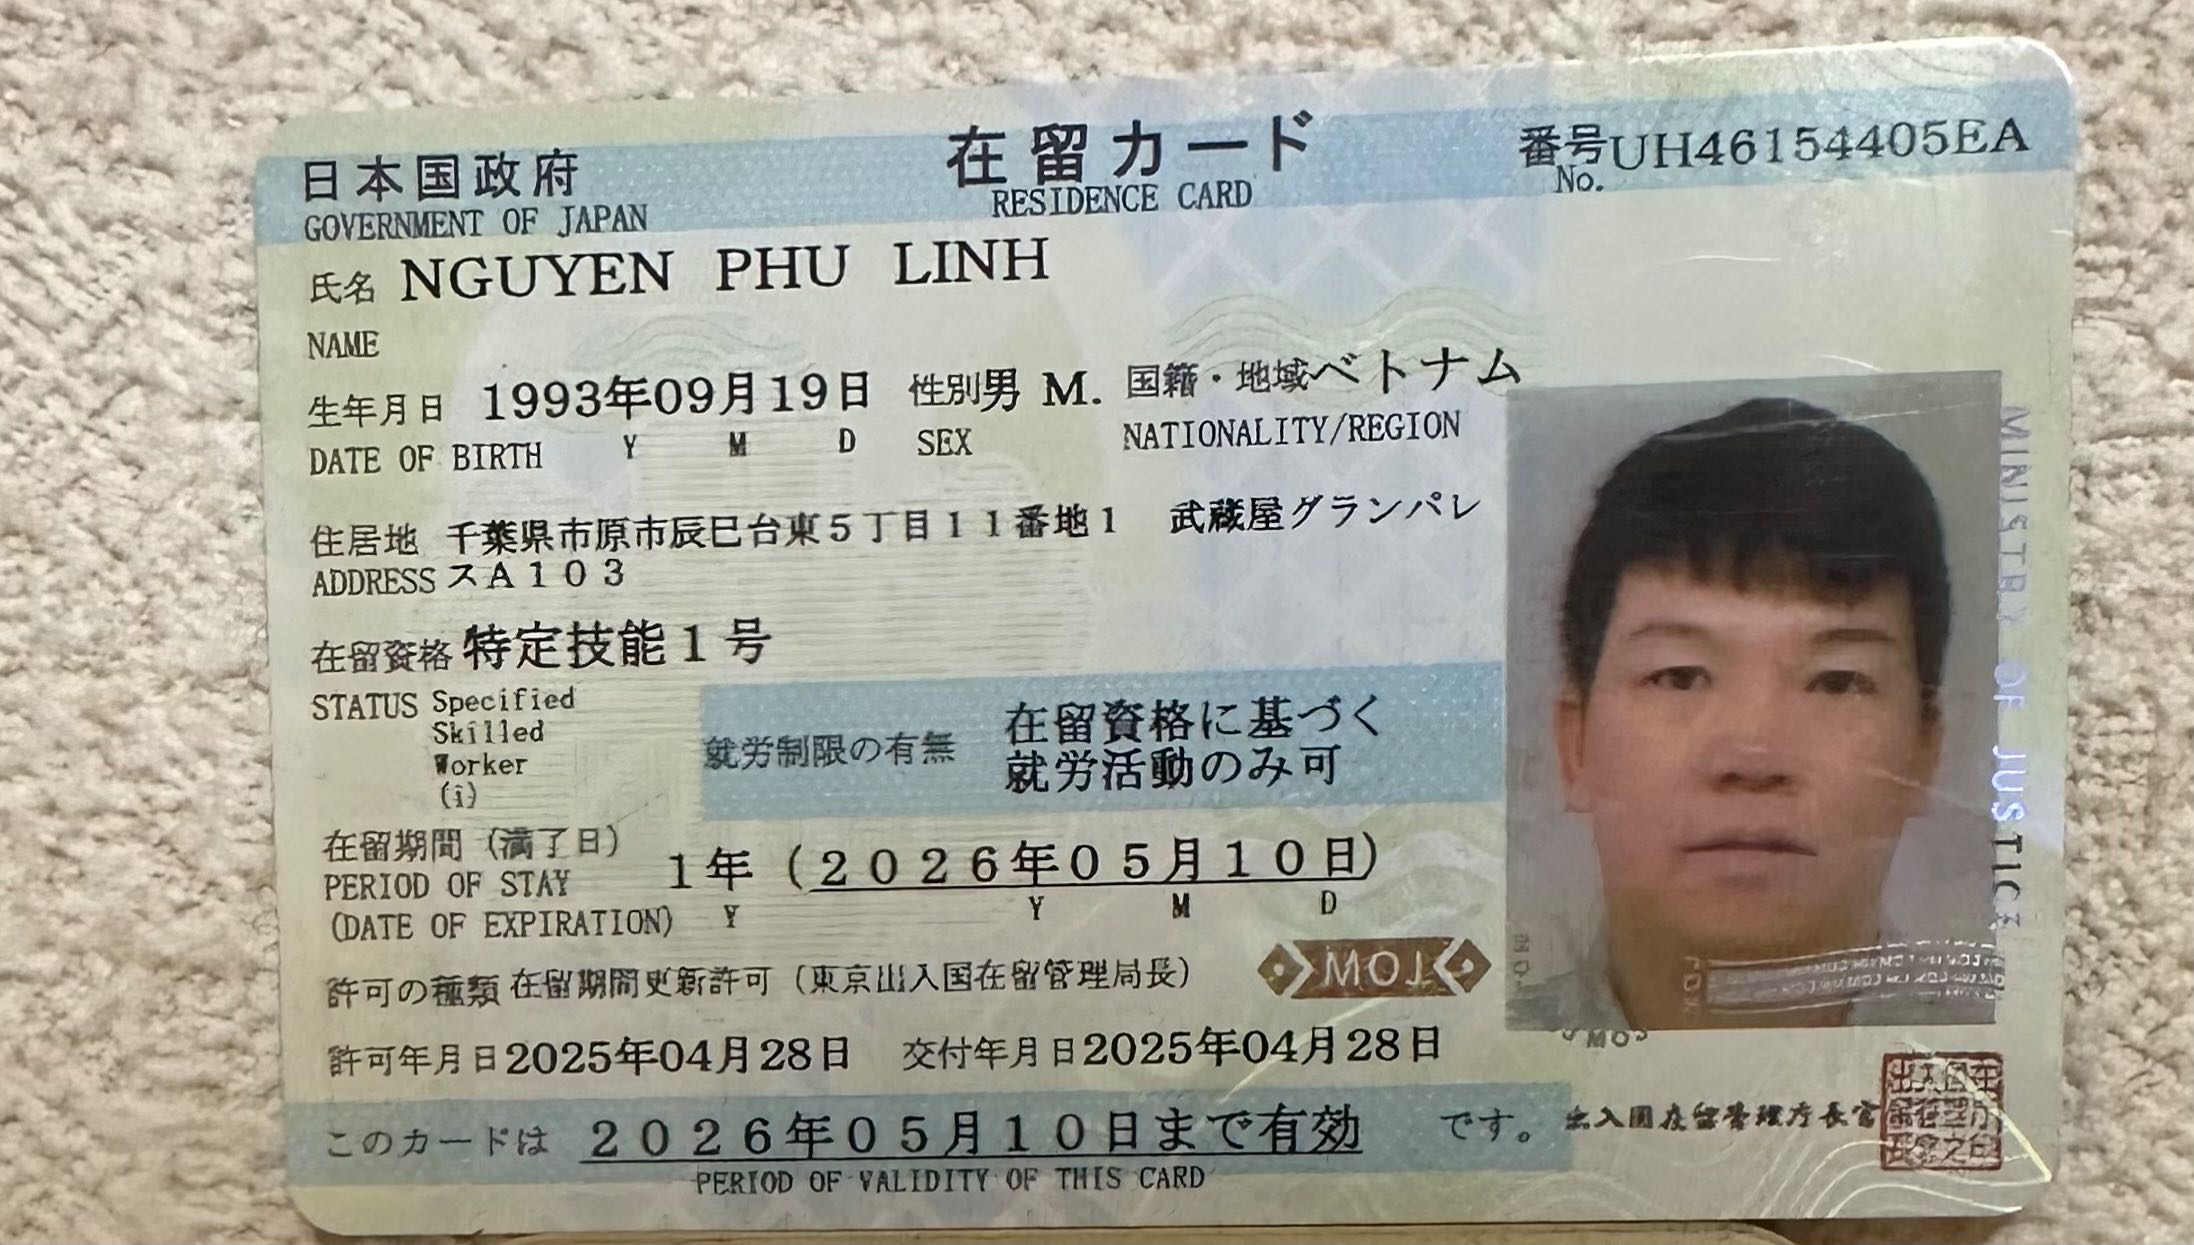 日本国政府 在留カード 番号 UH46154405EA
GOVERNMENT OF JAPAN RESIDENCE CARD No.
氏名 NGUYEN PHU LINH
NAME
生年月日 1993年09月19日 性別 男 M. 国籍・地域 ベトナム
DATE OF BIRTH Y M D SEX NATIONALITY/REGION
住居地 千葉県市原市辰巳台東5丁目11番地1 武蔵屋グランパレ
ADDRESS スA103
在留資格 特定技能1号
STATUS Specified
Skilled
Worker
(i)
就労制限の有無 在留資格に基づく
就労活動のみ可
在留期間(満了日) 1年(2026年05月10日)
PERIOD OF STAY
(DATE OF EXPIRATION) Y Y M D
許可の種類 在留期間更新許可(東京出入国在留管理局長)
MOJ
許可年月日 2025年04月28日 交付年月日 2025年04月28日
このカードは 2026年05月10日まで有効 です。
PERIOD OF VALIDITY OF THIS CARD
出入国在留管理庁長官
MINISTRY OF JUSTICE